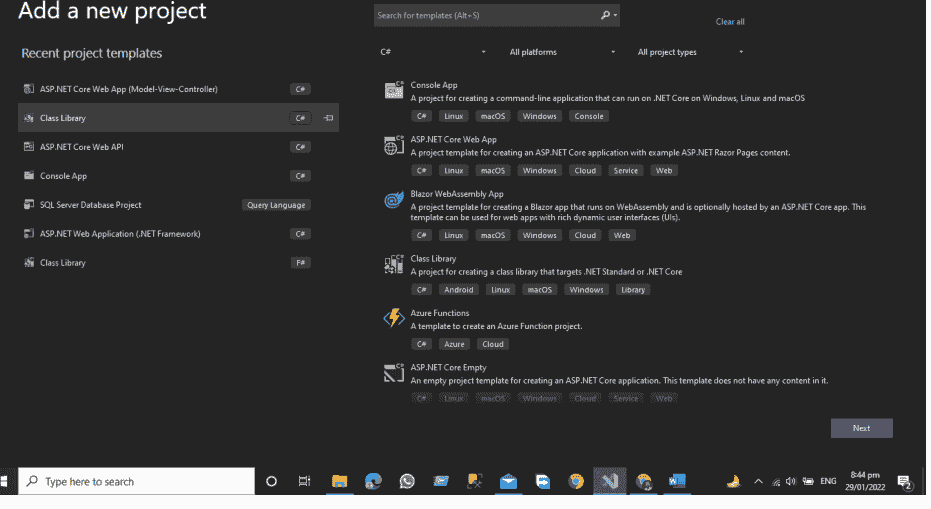 Add a new project
Search for templates (Alt+S)
Clear all
Recent project templates
C#
All platforms
All project types
ASP.NET Core Web App (Model-View-Controller) C#
Class Library C#
ASP.NET Core Web API C#
Console App C#
SQL Server Database Project Query Language
ASP.NET Web Application (.NET Framework) C#
Class Library F#
Console App
A project for creating a command-line application that can run on .NET Core on Windows, Linux and macOS
C# Linux macOS Windows Console
ASP.NET Core Web App
A project template for creating an ASP.NET Core application with example ASP.NET Razor Pages content.
C# Linux macOS Windows Cloud Service Web
Blazor WebAssembly App
A project template for creating a Blazor app that runs on WebAssembly and is optionally hosted by an ASP.NET Core app. This
template can be used for web apps with rich dynamic user interfaces (UIs).
C# Linux macOS Windows Cloud Web
Class Library
A project for creating a class library that targets .NET Standard or .NET Core
C# Android Linux macOS Windows Library
Azure Functions
A template to create an Azure Function project.
C# Azure Cloud
ASP.NET Core Empty
An empty project template for creating an ASP.NET Core application. This template does not have any content in it.
C# Linux macOS Windows Cloud Service Web
Next
Type here to search
ENG
8:44 pm
29/01/2022
2